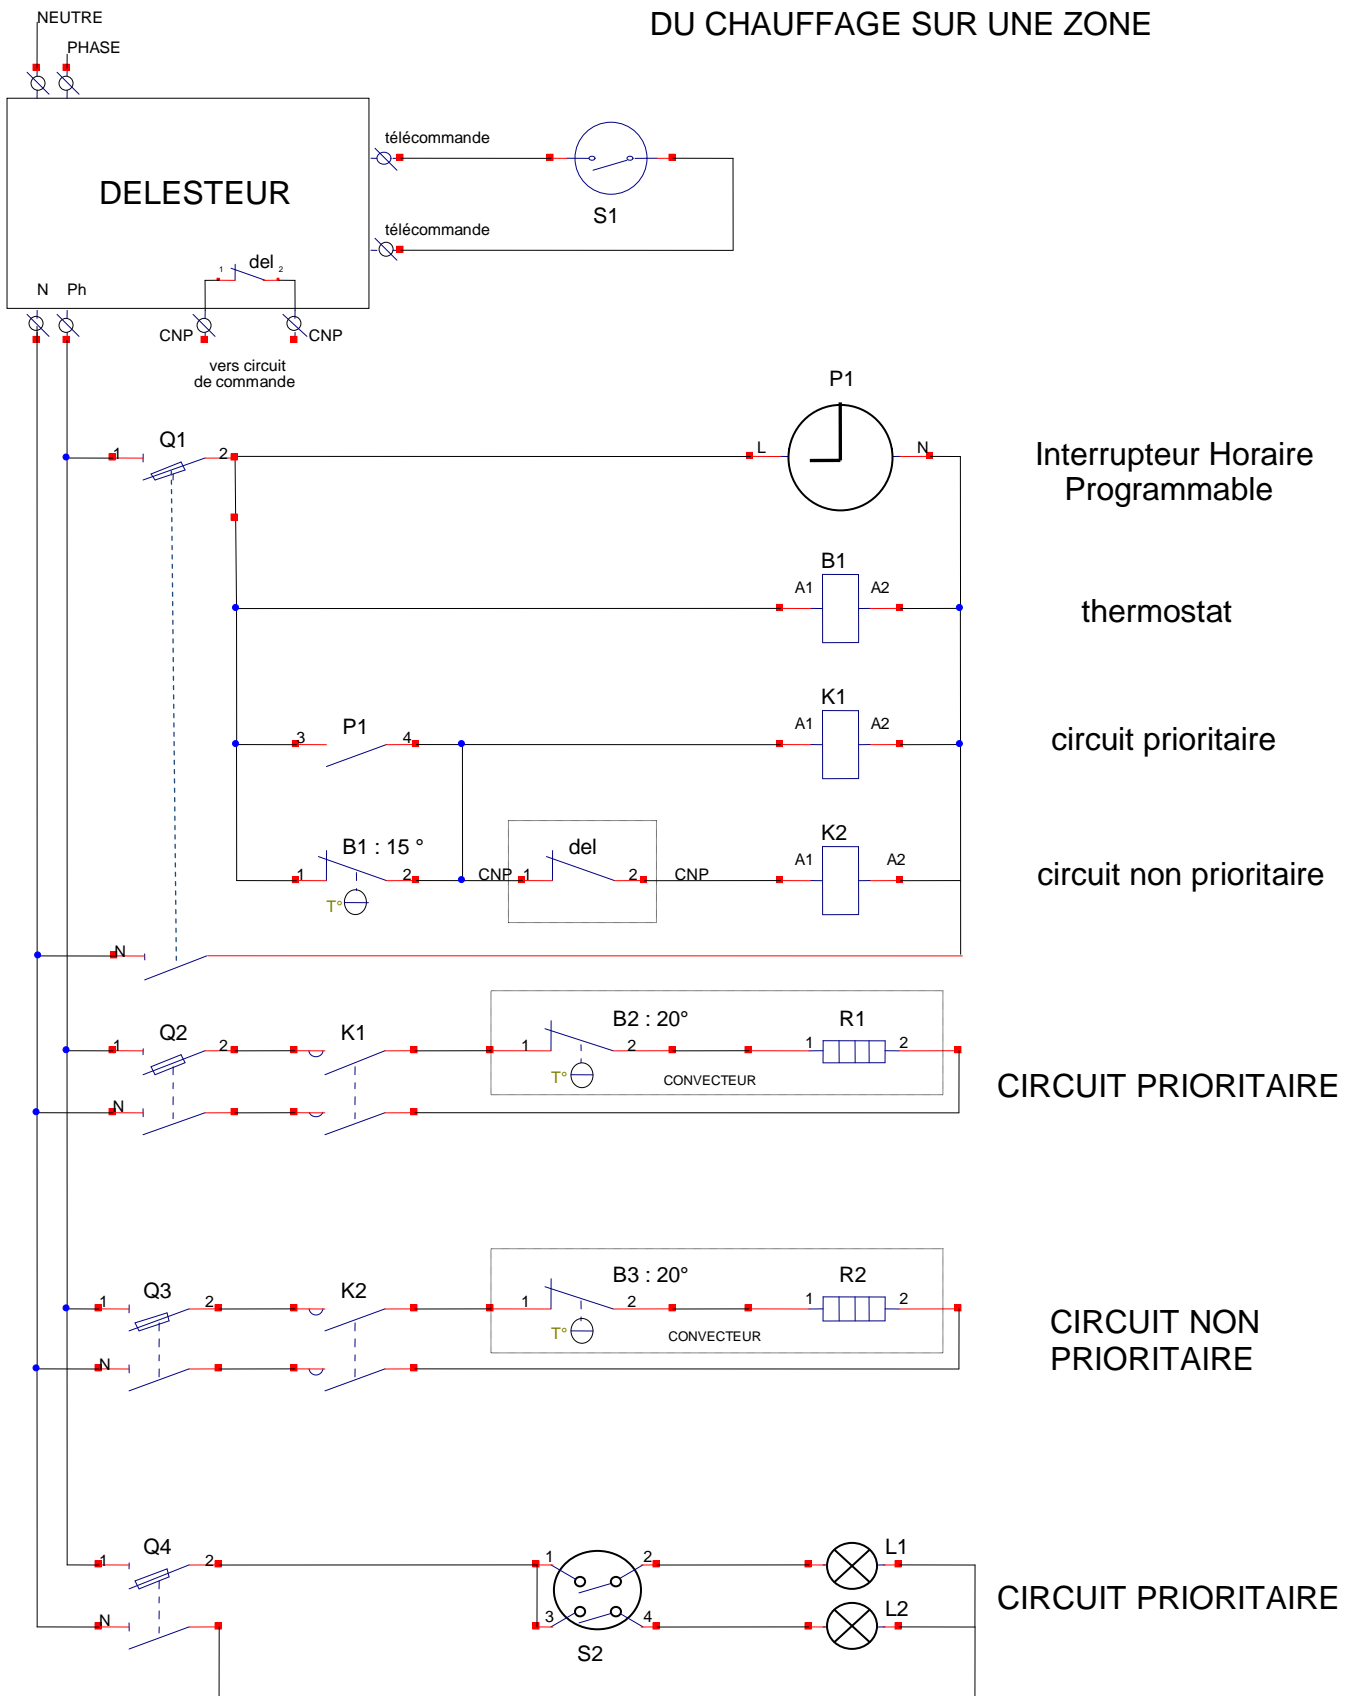 DU CHAUFFAGE SUR UNE ZONE
NEUTRE
PHASE
télécommande
DELESTEUR
S1
télécommande
1 del 2
N Ph
CNP CNP
vers circuit
de commande
P1
1 Q1 2 L N
Interrupteur Horaire
Programmable
B1
A1 A2
thermostat
K1
3 P1 4 A1 A2
circuit prioritaire
K2
B1 : 15 ° del
1 2 CNP 1 2 CNP A1 A2
T°
circuit non prioritaire
N
Q2 K1 B2 : 20° R1
1 2 1 2 1 2
T° CONVECTEUR
N
CIRCUIT PRIORITAIRE
Q3 K2 B3 : 20° R2
1 2 1 2 1 2
T° CONVECTEUR
N
CIRCUIT NON
PRIORITAIRE
Q4 L1
1 2 1 2
N 3 4 L2
S2
CIRCUIT PRIORITAIRE